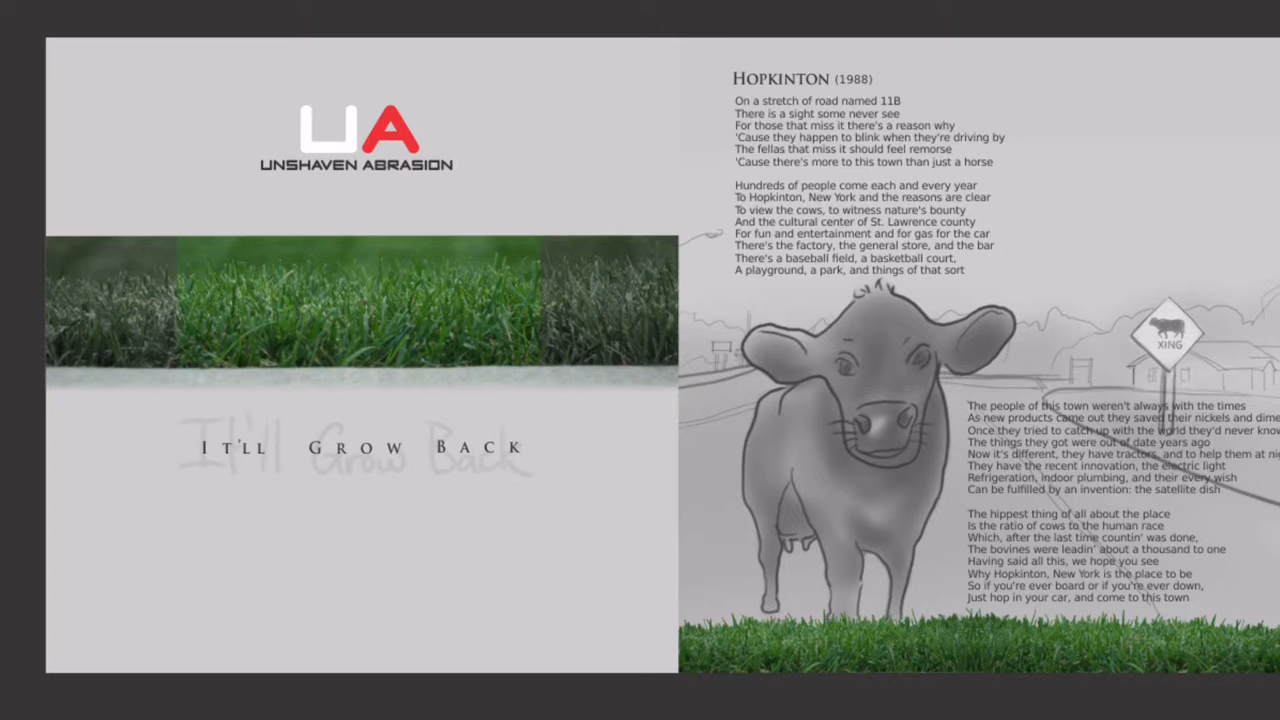 UA
UNSHAVEN ABRASION
It'll Grow Back
It'll Grow Back
Hopkinton (1988)
On a stretch of road named 11B
There is a sight some never see
For those that miss it there's a reason why
'Cause they happen to blink when they're driving by
The fellas that miss it should feel remorse
'Cause there's more to this town than just a horse
Hundreds of people come each and every year
To Hopkinton, New York and the reasons are clear
To view the cows, to witness nature's bounty
And the cultural center of St. Lawrence county
For fun and entertainment and for gas for the car
There's the factory, the general store, and the bar
There's a baseball field, a basketball court,
A playground, a park, and things of that sort
XING
The people of this town weren't always with the times
As new products came out they saved their nickels and dime
Once they tried to catch up with the world they'd never know
The things they got were out of date years ago
Now it's different, they have tractors, and to help them at ni
They have the recent innovation, the electric light
Refrigeration, indoor plumbing, and their every wish
Can be fulfilled by an invention: the satellite dish
The hippest thing of all about the place
Is the ratio of cows to the human race
Which, after the last time countin' was done,
The bovines were leadin' about a thousand to one
Having said all this, we hope you see
Why Hopkinton, New York is the place to be
So if you're ever board or if you're ever down,
Just hop in your car, and come to this town